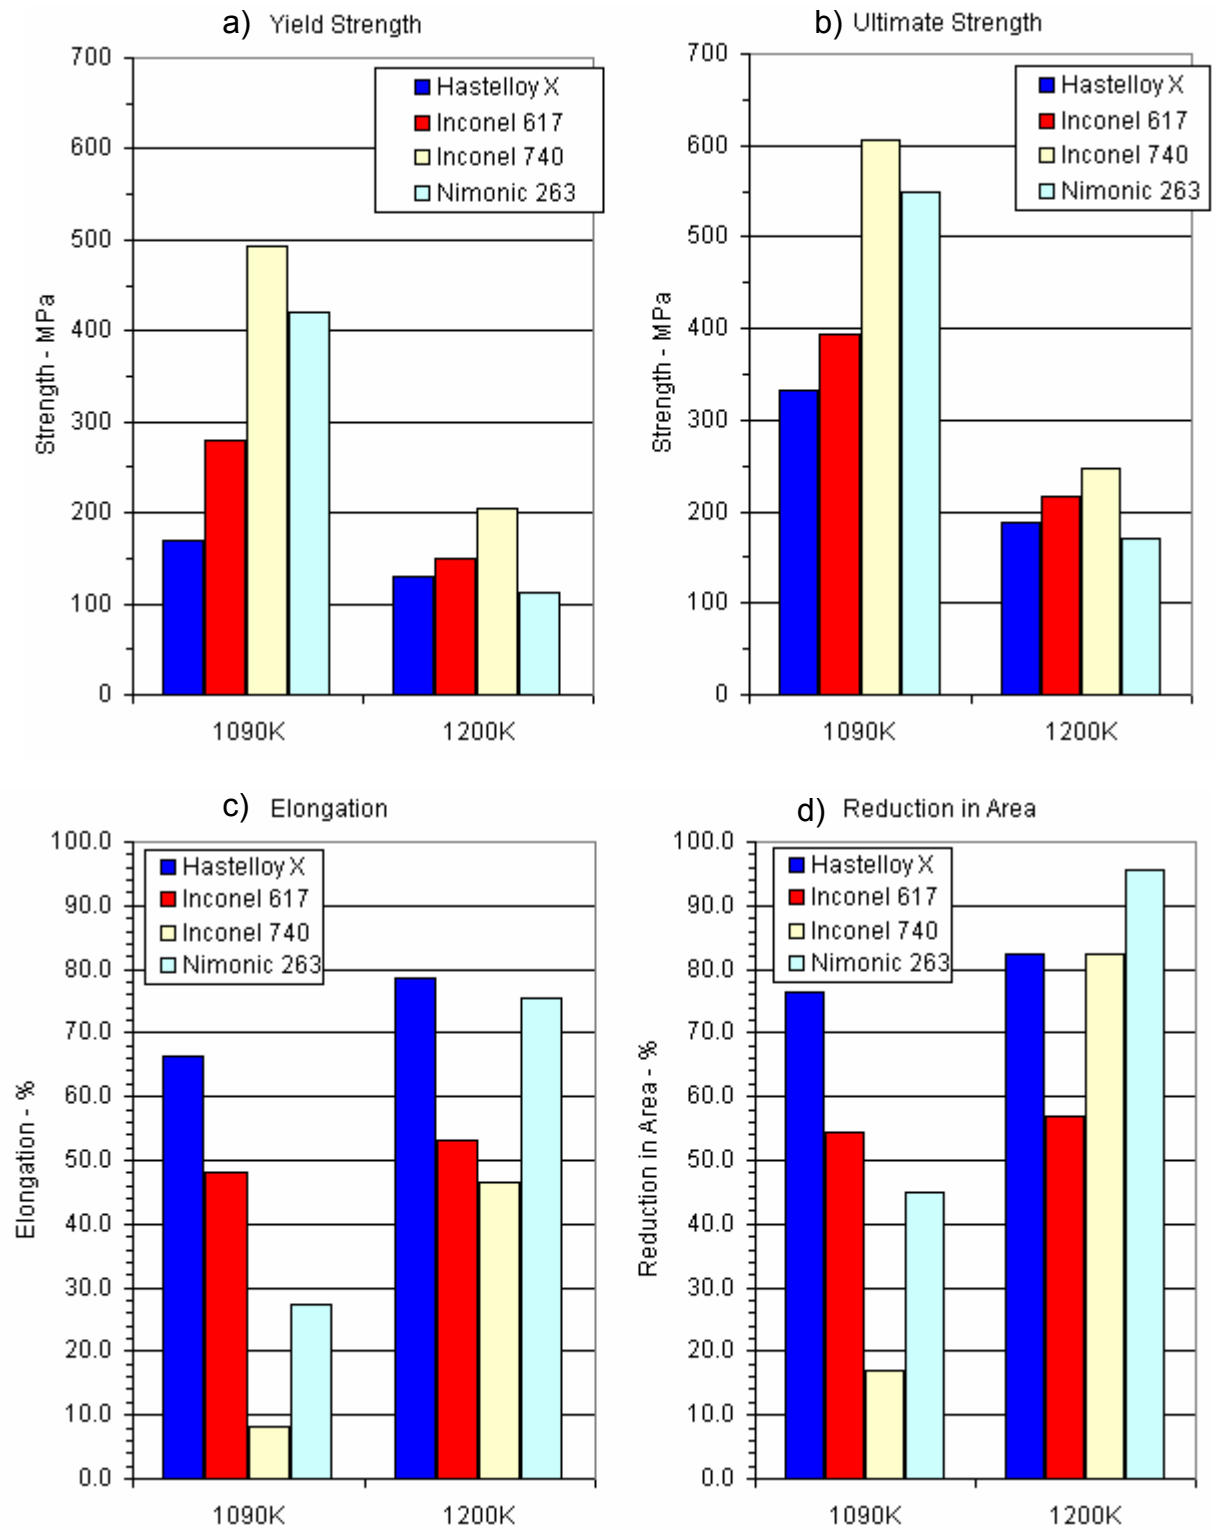 a) Yield Strength
700
600
500
400
300
200
100
0
Strength - MPa
Hastelloy X
Inconel 617
Inconel 740
Nimonic 263
1090K
1200K
b) Ultimate Strength
700
600
500
400
300
200
100
0
Strength - MPa
Hastelloy X
Inconel 617
Inconel 740
Nimonic 263
1090K
1200K
c) Elongation
100.0
90.0
80.0
70.0
60.0
50.0
40.0
30.0
20.0
10.0
0.0
Elongation - %
Hastelloy X
Inconel 617
Inconel 740
Nimonic 263
1090K
1200K
d) Reduction in Area
100.0
90.0
80.0
70.0
60.0
50.0
40.0
30.0
20.0
10.0
0.0
Reduction in Area - %
Hastelloy X
Inconel 617
Inconel 740
Nimonic 263
1090K
1200K